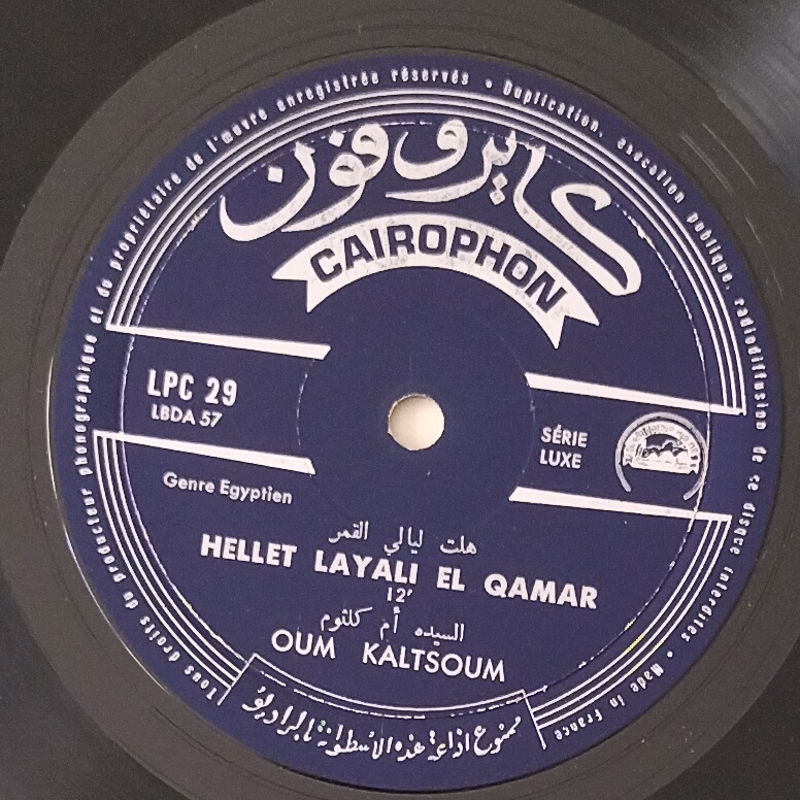 Tous droits du producteur phonographique et du propriétaire de l'œuvre enregistrée réservés • Duplication, exécution publique, radiodiffusion de ce disque interdites • Made in France
كايروفون
CAIROPHON
LPC 29
LBDA 57
SÉRIE
LUXE
Genre Egyptien
هلت ليالي القمر
HELLET LAYALI EL QAMAR
12'
السيده أم كلثوم
OUM KALTSOUM
ممنوع اذاعة هذه الاسطوانة بالراديو